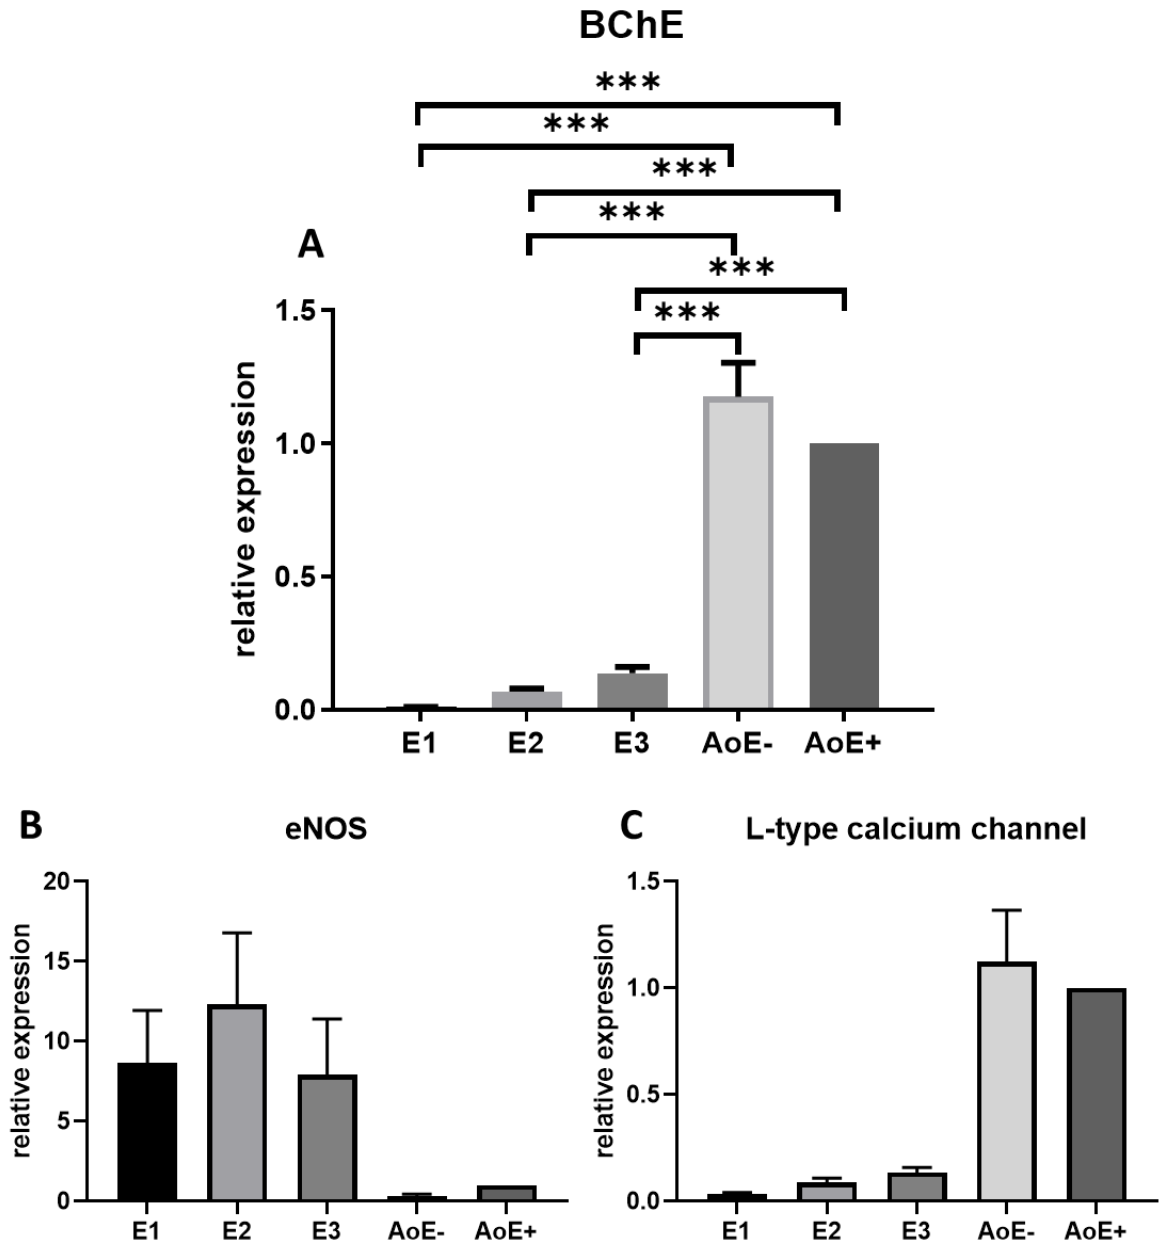 BChE
***
***
***
***
A
***
***
1.5
1.0
0.5
0.0
relative expression
E1 E2 E3 AoE- AoE+
B eNOS
20
15
10
5
0
relative expression
E1 E2 E3 AoE- AoE+
C L-type calcium channel
1.5
1.0
0.5
0.0
relative expression
E1 E2 E3 AoE- AoE+